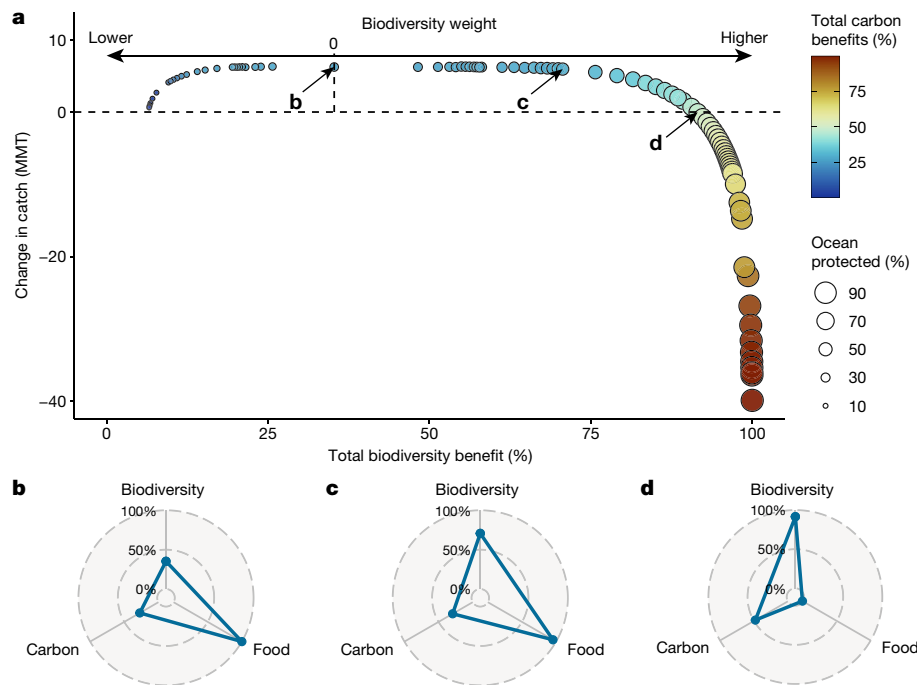 a
Biodiversity weight
Lower
0
Higher
Total carbon
benefits (%)
75
50
25
Ocean
protected (%)
90
70
50
30
10
10
0
−20
−40
Change in catch (MMT)
b
c
d
0
25
50
75
100
Total biodiversity benefit (%)
b
Biodiversity
100%
50%
0%
Carbon
Food
c
Biodiversity
100%
50%
0%
Carbon
Food
d
Biodiversity
100%
50%
0%
Carbon
Food